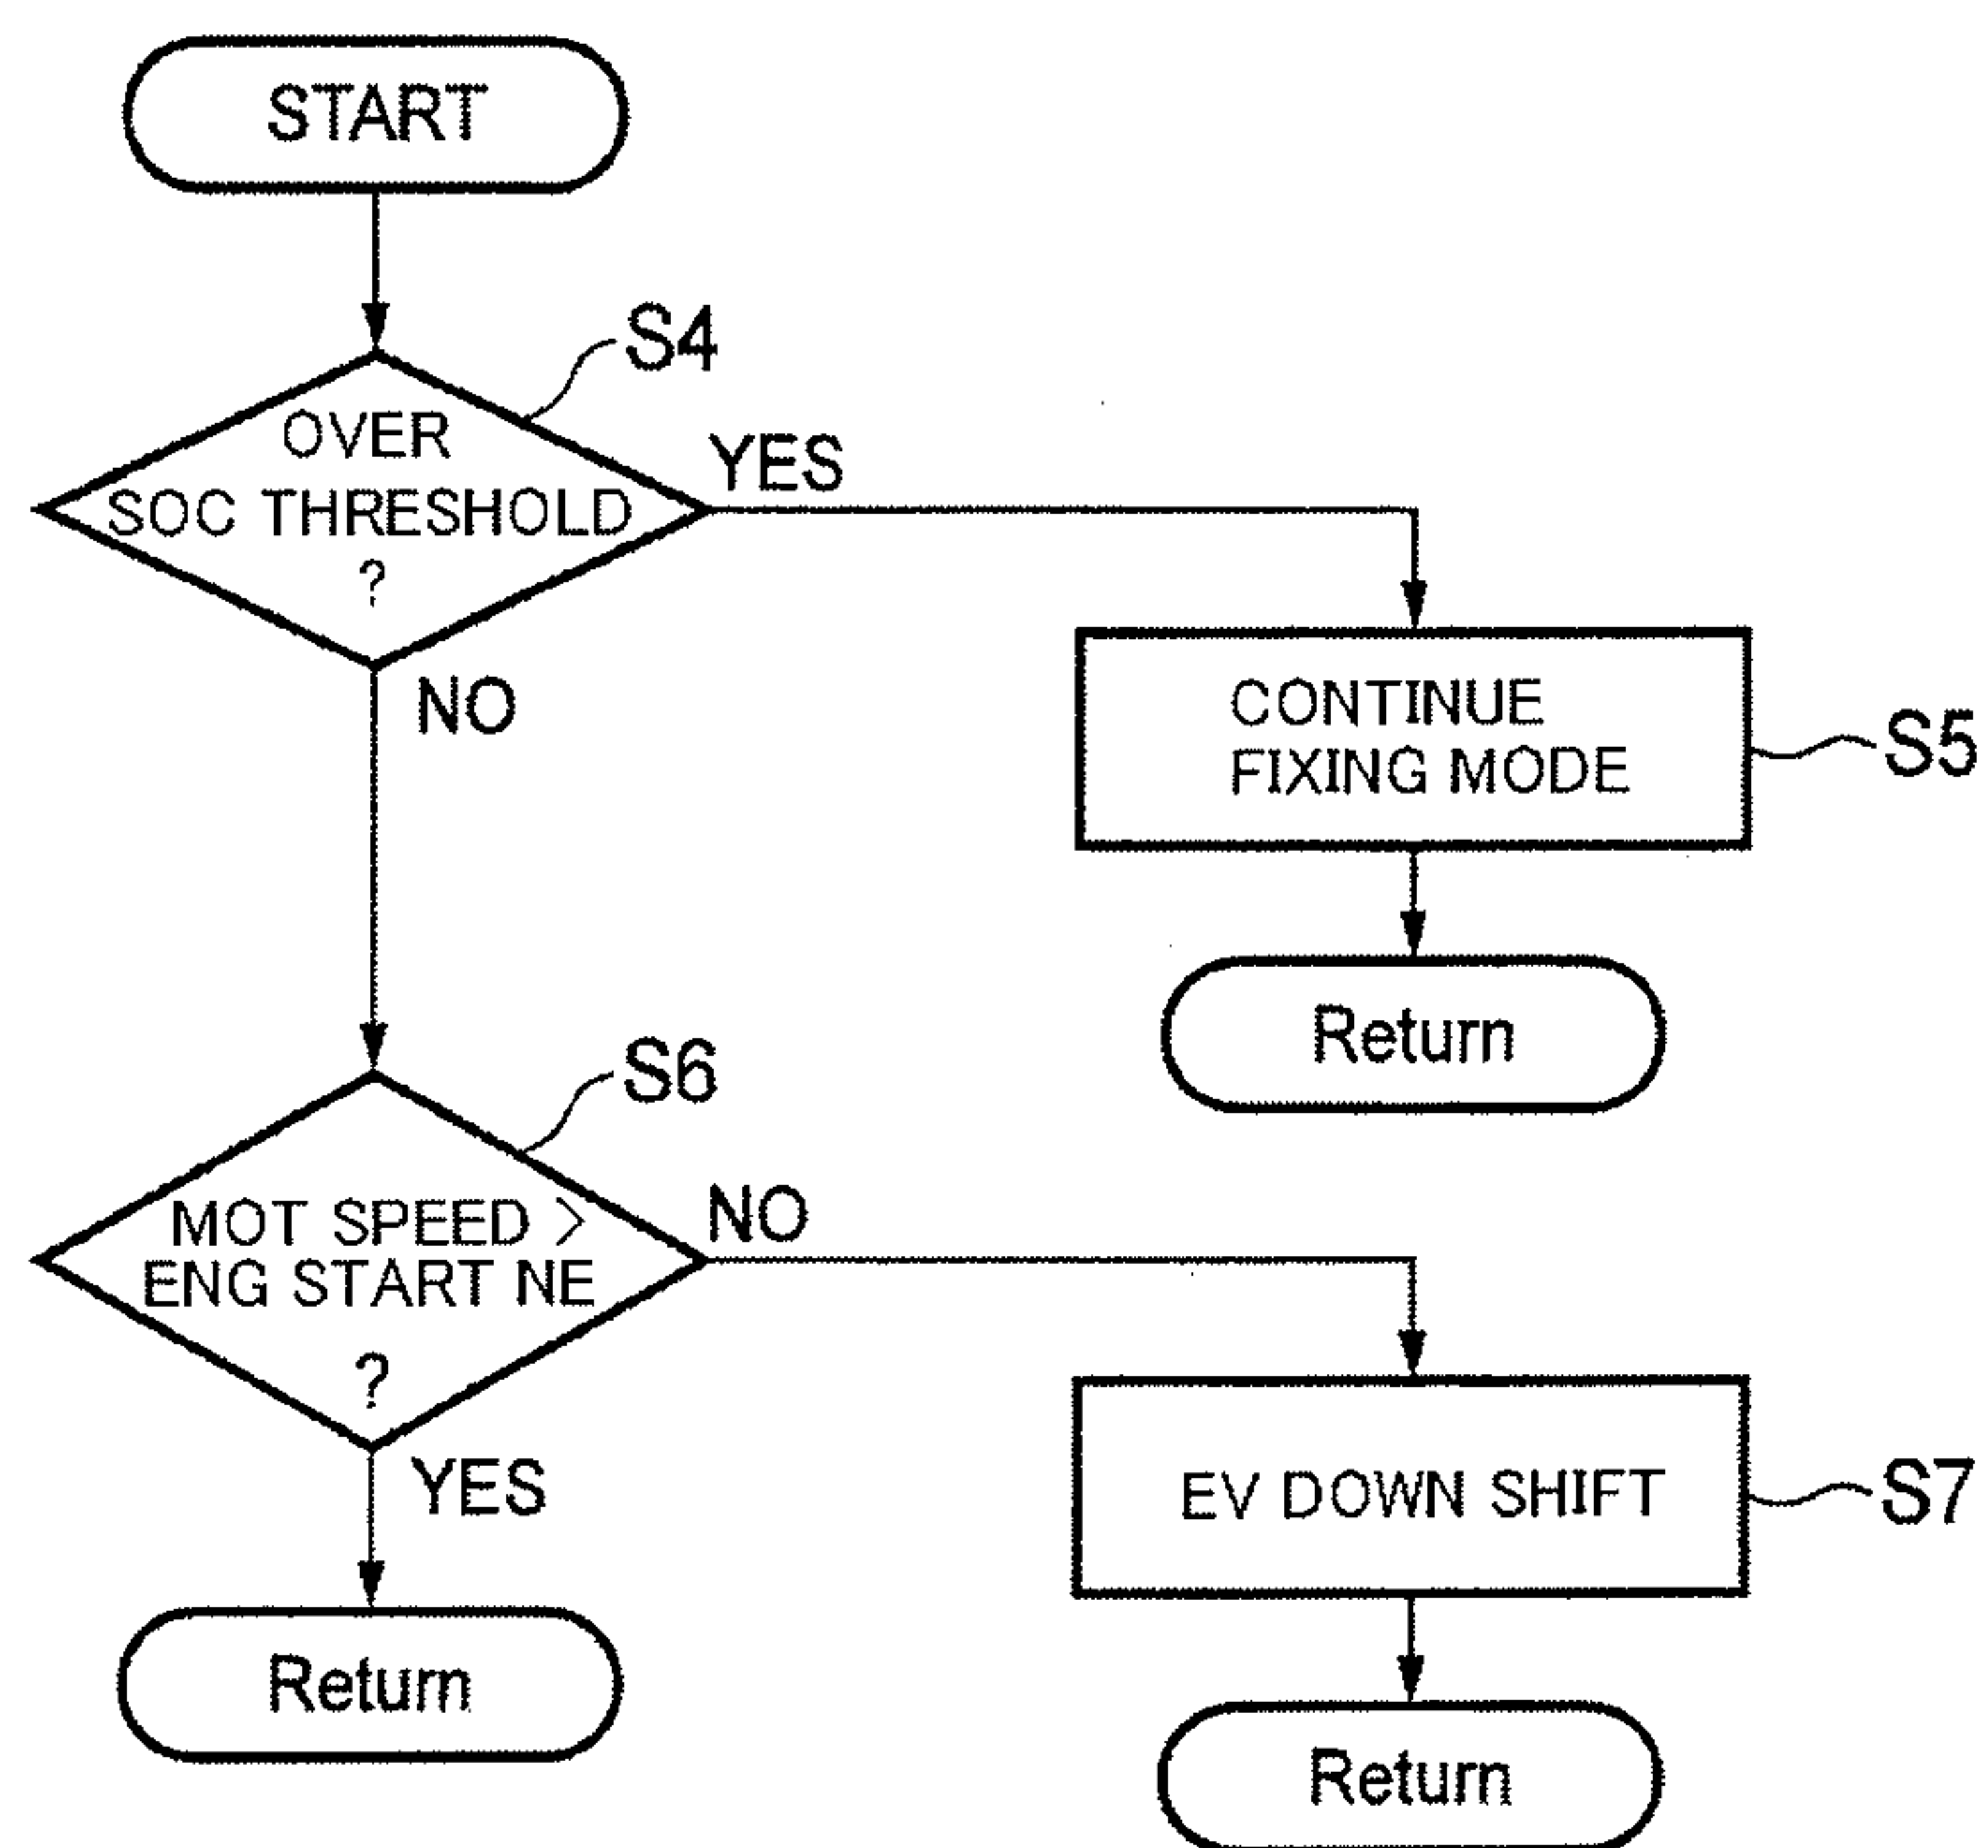 START
S4
OVER
SOC THRESHOLD
?
YES
NO
CONTINUE
FIXING MODE
S5
Return
S6
MOT SPEED >
ENG START NE
?
NO
YES
EV DOWN SHIFT
S7
Return
Return